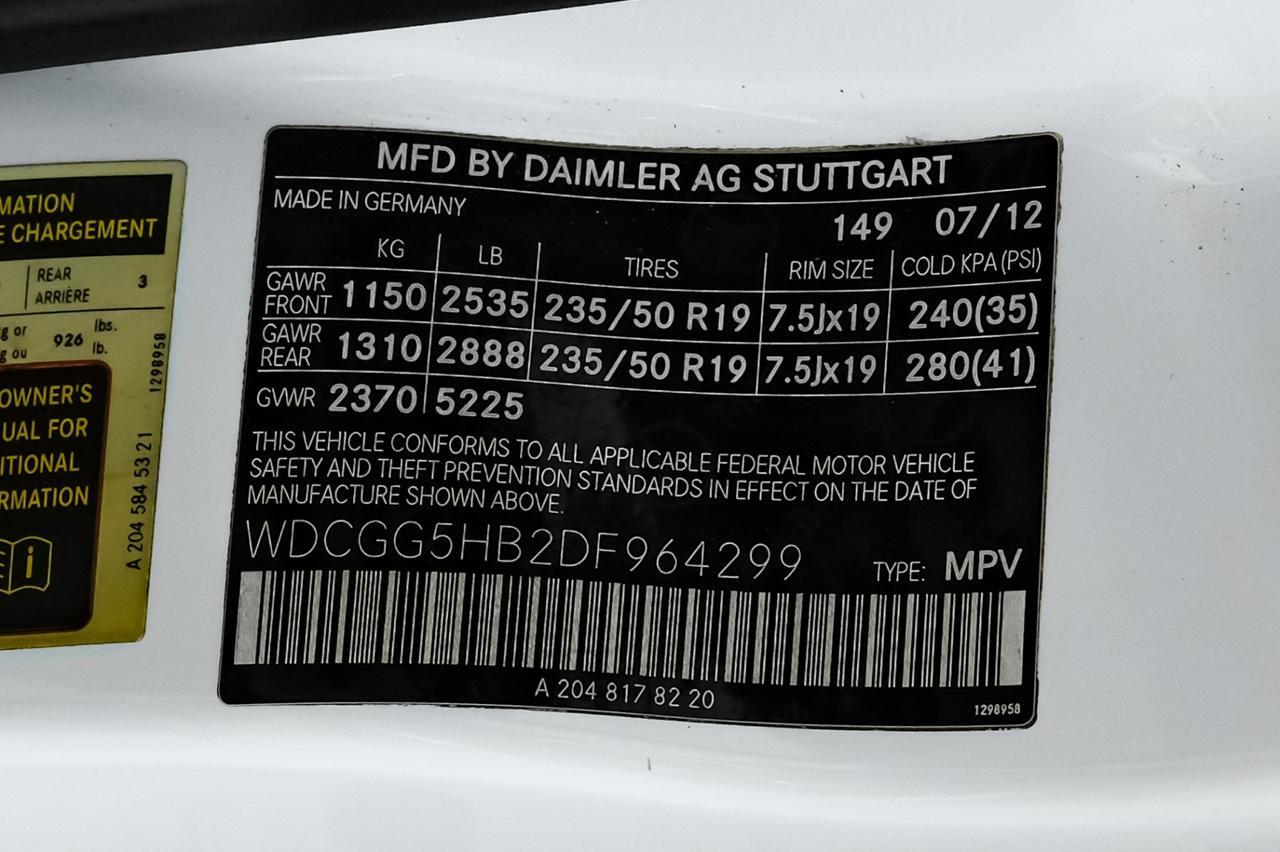 MFD BY DAIMLER AG STUTTGART
MADE IN GERMANY
149 07/12
KG LB TIRES RIM SIZE COLD KPA (PSI)
GAWR FRONT 1150 2535 235/50 R19 7.5Jx19 240(35)
GAWR REAR 1310 2888 235/50 R19 7.5Jx19 280(41)
GVWR 2370 5225
THIS VEHICLE CONFORMS TO ALL APPLICABLE FEDERAL MOTOR VEHICLE
SAFETY AND THEFT PREVENTION STANDARDS IN EFFECT ON THE DATE OF
MANUFACTURE SHOWN ABOVE.
WDCGG5HB2DF964299
TYPE: MPV
A 204 817 82 20
1298958
MATION
E CHARGEMENT
REAR 3
ARRIÈRE
g or 926 lbs.
g ou lb.
OWNER'S
UAL FOR
ITIONAL
RMATION
i
A 204 584 53 21
1298958